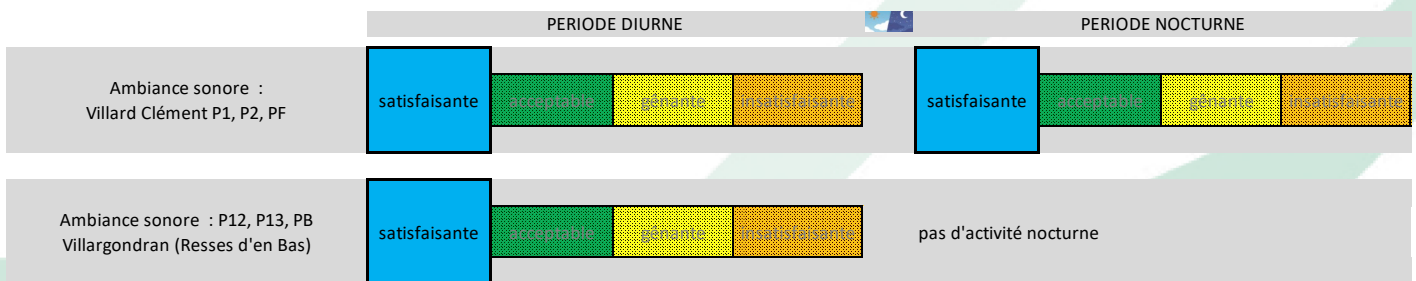 PERIODE DIURNE PERIODE NOCTURNE
Ambiance sonore :
Villard Clément P1, P2, PF
satisfaisante acceptable gênante insatisfaisante satisfaisante acceptable gênante insatisfaisante
Ambiance sonore : P12, P13, PB
Villargondran (Resses d'en Bas)
satisfaisante acceptable gênante insatisfaisante pas d'activité nocturne